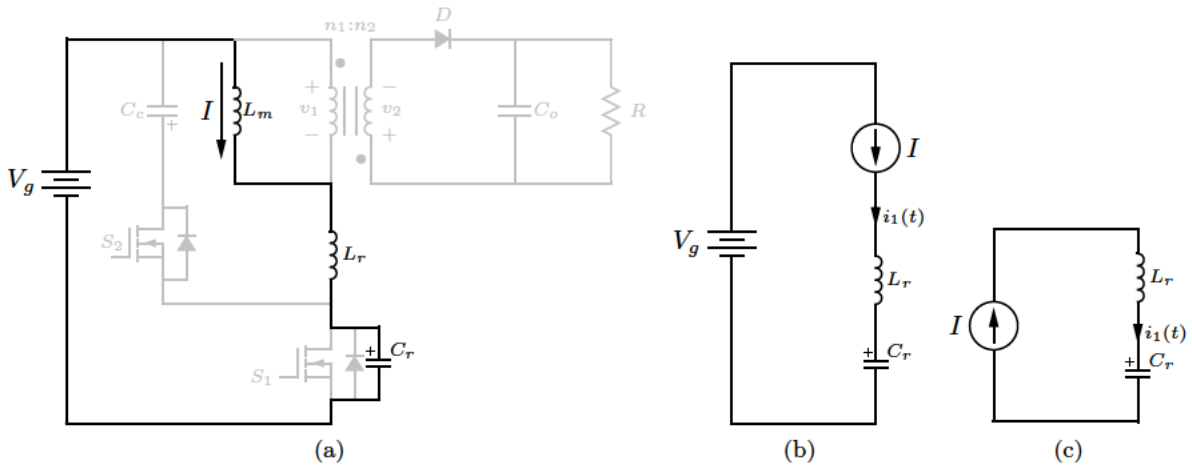 n₁:n₂
D
C_c
+
I
L_m
+
v₁
−
−
v₂
+
C_o
R
V_g
S₂
L_r
S₁
+
C_r
(a)
V_g
I
i₁(t)
L_r
+
C_r
(b)
I
L_r
i₁(t)
+
C_r
(c)